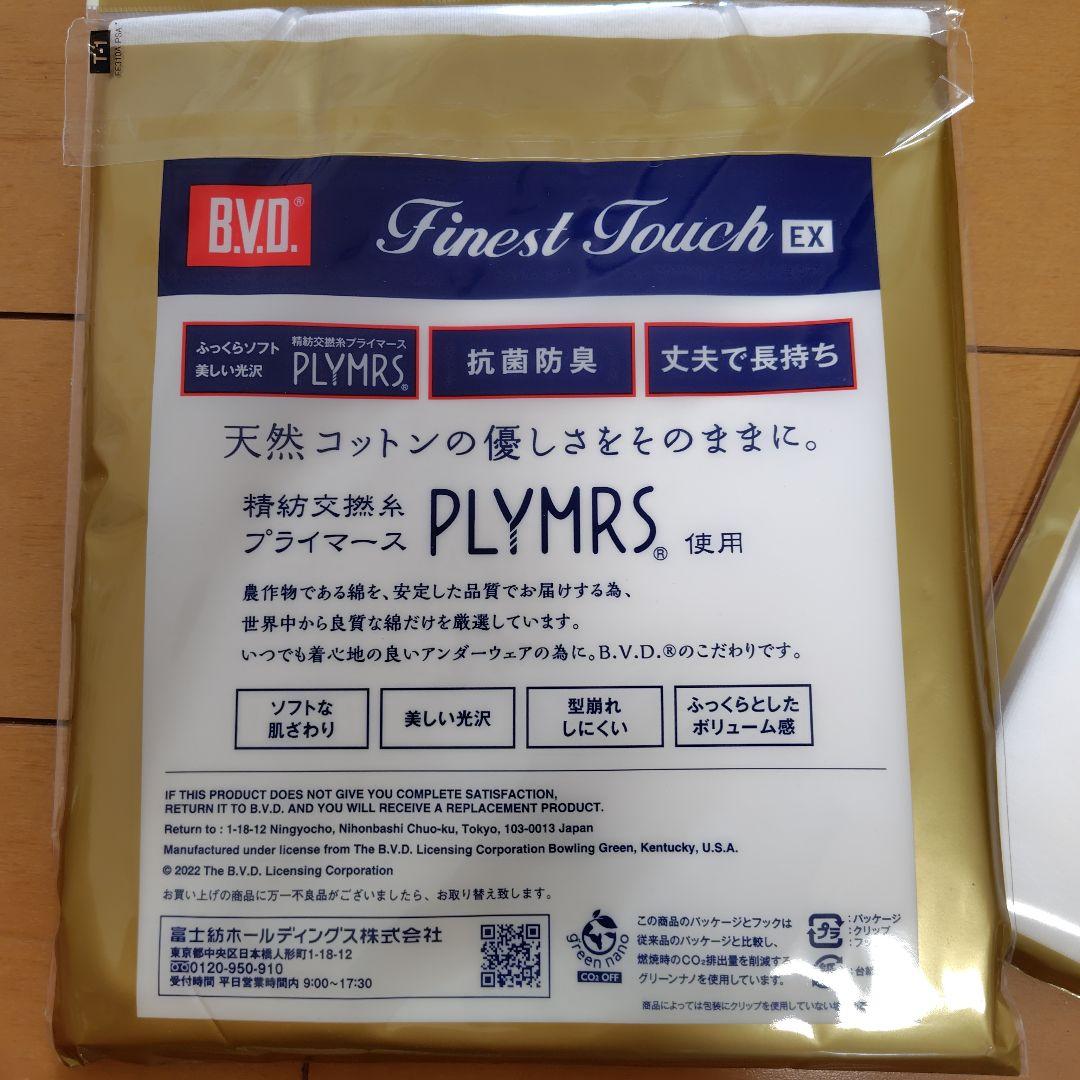 T-1
B.V.D.®
Finest Touch EX
ふっくらソフト
美しい光沢
精紡交撚糸プライマース
PLYMRS®
抗菌防臭
丈夫で長持ち
天然コットンの優しさをそのままに。
精紡交撚糸
プライマース
PLYMRS® 使用
農作物である綿を、安定した品質でお届けする為、
世界中から良質な綿だけを厳選しています。
いつでも着心地の良いアンダーウェアの為に。B.V.D.®のこだわりです。
ソフトな
肌ざわり
美しい光沢
型崩れ
しにくい
ふっくらとした
ボリューム感
IF THIS PRODUCT DOES NOT GIVE YOU COMPLETE SATISFACTION,
RETURN IT TO B.V.D. AND YOU WILL RECEIVE A REPLACEMENT PRODUCT.
Return to : 1-18-12 Ningyocho, Nihonbashi Chuo-ku, Tokyo, 103-0013 Japan
Manufactured under license from The B.V.D. Licensing Corporation Bowling Green, Kentucky, U.S.A.
© 2022 The B.V.D. Licensing Corporation
お買い上げの商品に万一不良品がございましたら、お取り替え致します。
富士紡ホールディングス株式会社
東京都中央区日本橋人形町1-18-12
0120-950-910
受付時間 平日営業時間内 9:00〜17:30
green nano
CO₂ OFF
この商品のパッケージとフックは
従来品のパッケージと比較し、
燃焼時のCO₂排出量を削減する
グリーンナノを使用しています。
プラ
:パッケージ
:クリップ
:フック
紙
:台紙
商品によっては包装にクリップを使用していない